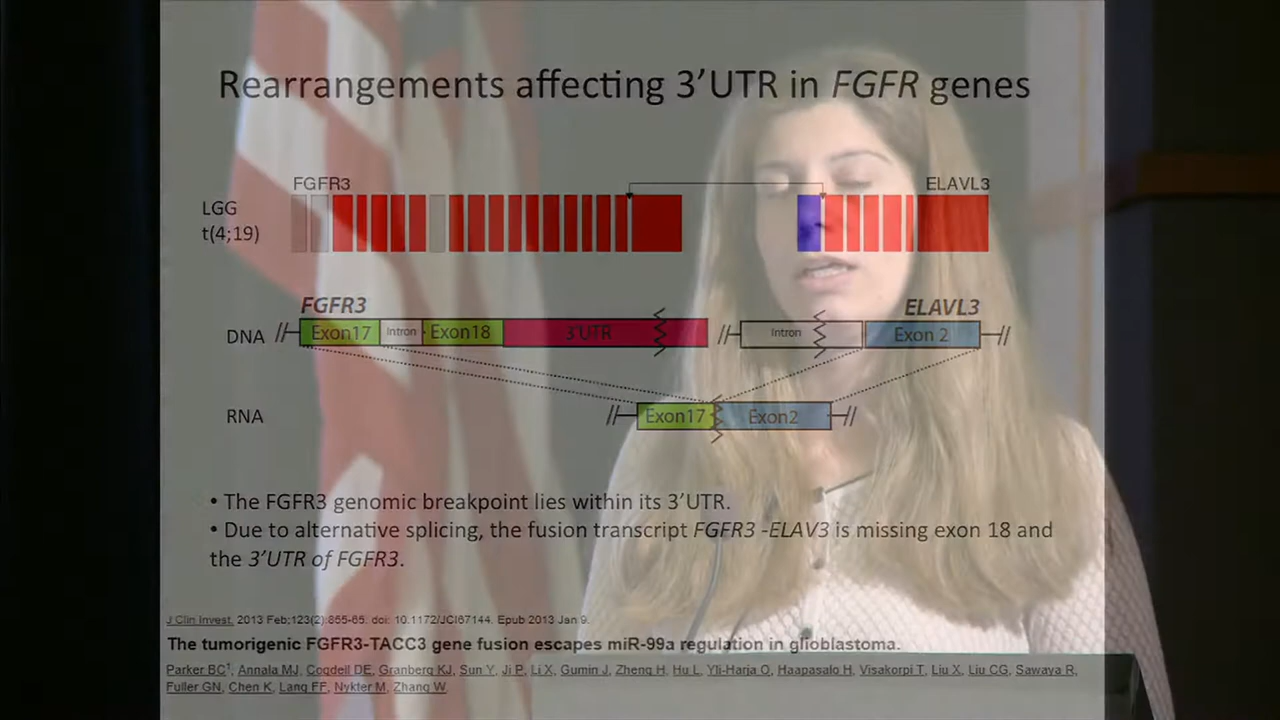 Rearrangements affecting 3’UTR in FGFR genes
FGFR3
ELAVL3
LGG
t(4;19)
FGFR3
ELAVL3
DNA
Exon17
Intron
Exon18
3'UTR
Intron
Exon 2
RNA
Exon17
Exon2
• The FGFR3 genomic breakpoint lies within its 3’UTR.
• Due to alternative splicing, the fusion transcript FGFR3 -ELAV3 is missing exon 18 and
the 3’UTR of FGFR3.
J Clin Invest. 2013 Feb;123(2):855-65. doi: 10.1172/JCI67144. Epub 2013 Jan 9.
The tumorigenic FGFR3-TACC3 gene fusion escapes miR-99a regulation in glioblastoma.
Parker BC1, Annala MJ, Cogdell DE, Granberg KJ, Sun Y, Ji P, Li X, Gumin J, Zheng H, Hu L, Yli-Harja O, Haapasalo H, Visakorpi T, Liu X, Liu CG, Sawaya R,
Fuller GN, Chen K, Lang FF, Nykter M, Zhang W.